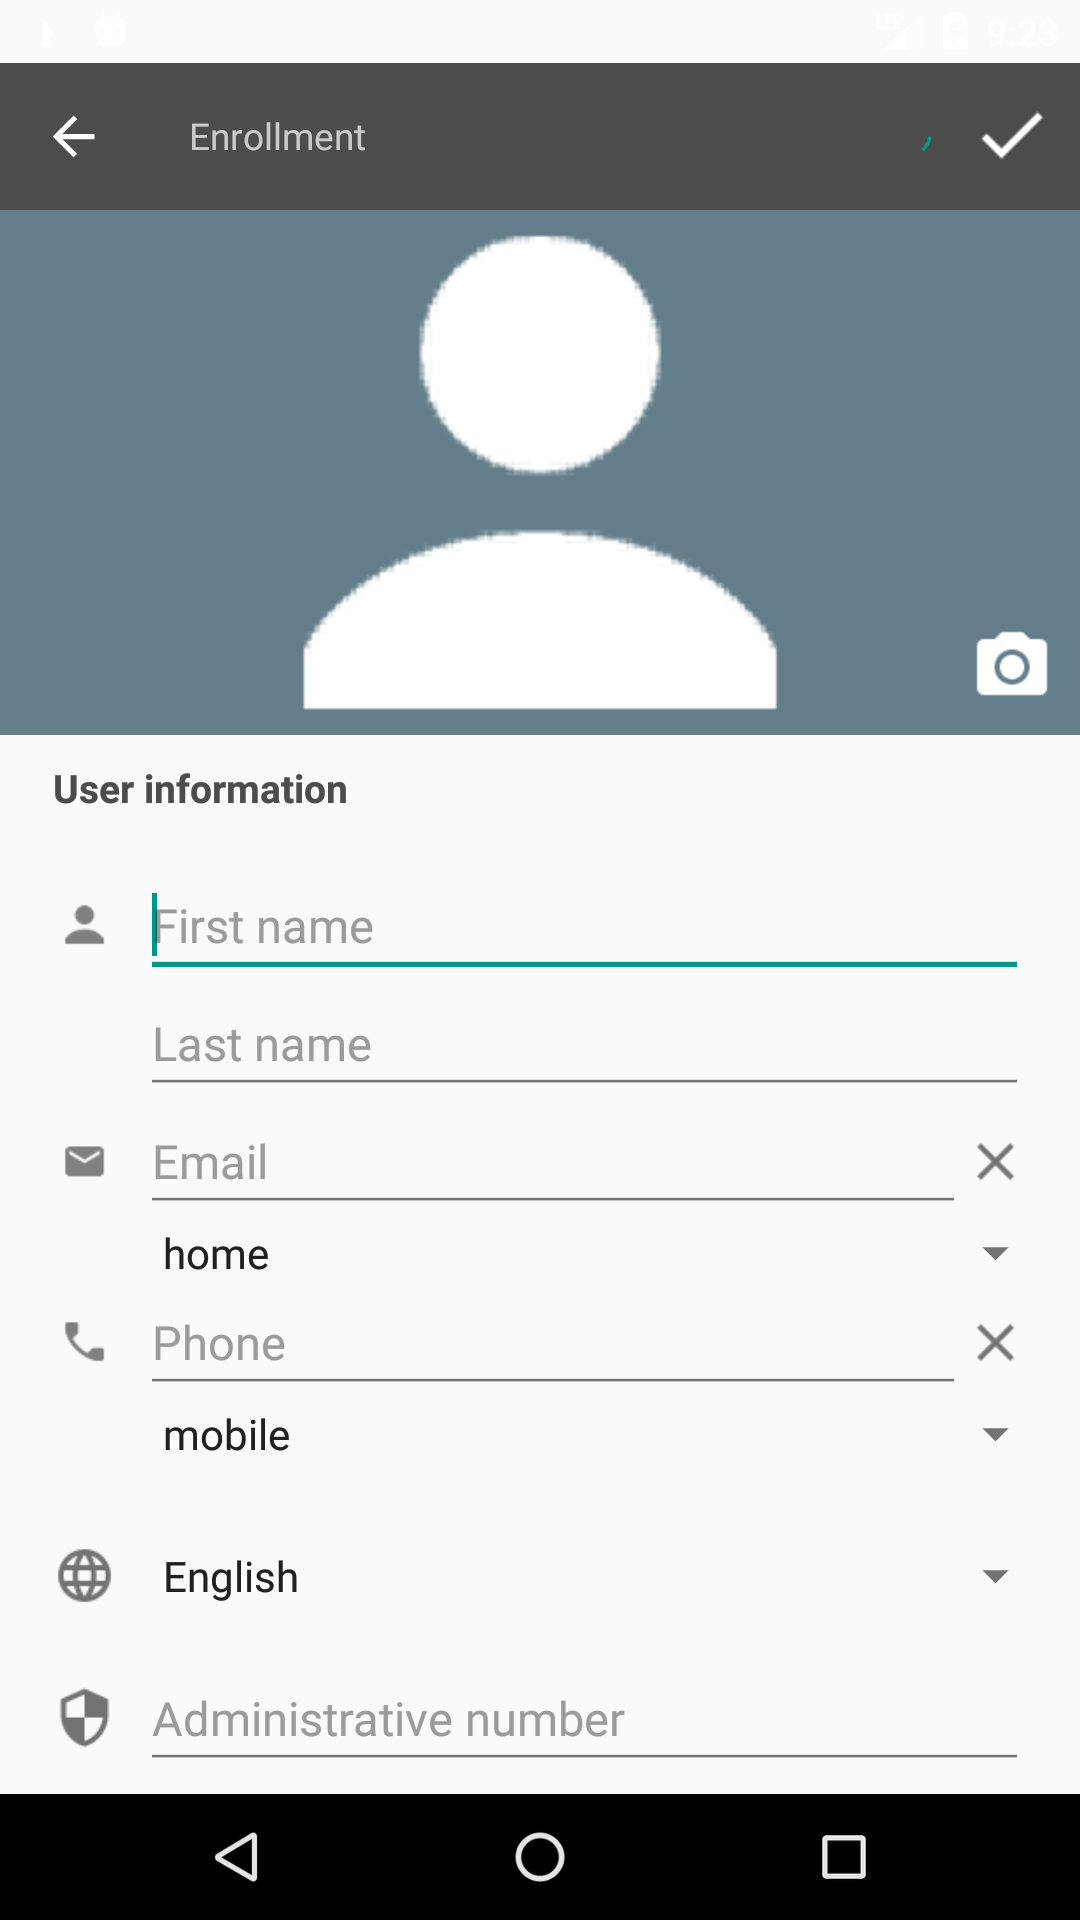 LTE 9:23
Enrollment
User information
First name
Last name
Email
home
Phone
mobile
English
Administrative number